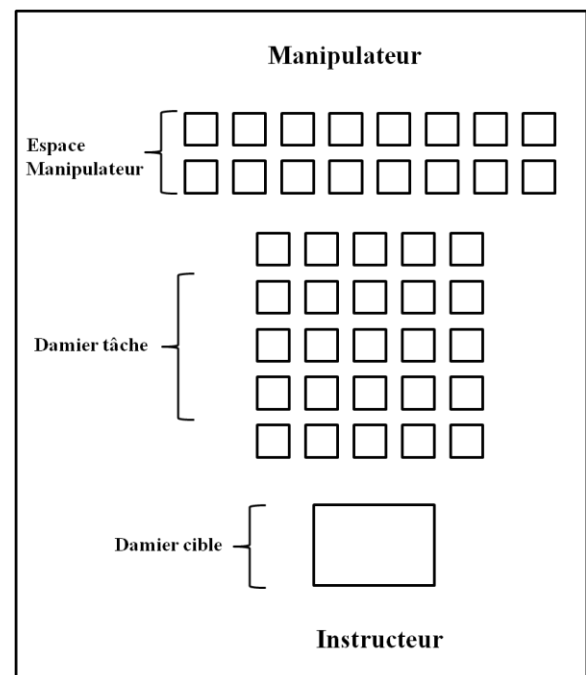 Manipulateur
Espace
Manipulateur
Damier tâche
Damier cible
Instructeur